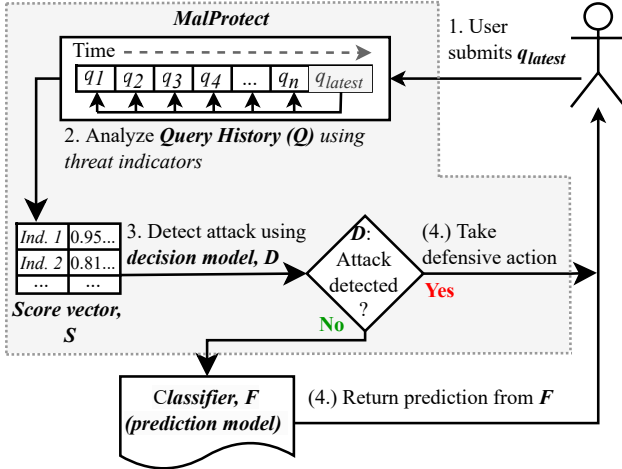 MalProtect
1. User
submits qlatest
Time
q1 q2 q3 q4 ... qn qlatest
2. Analyze Query History (Q) using
threat indicators
Ind. 1 0.95...
Ind. 2 0.81...
... ...
Score vector,
S
3. Detect attack using
decision model, D
D:
Attack
detected
?
(4.) Take
defensive action
Yes
No
Classifier, F
(prediction model)
(4.) Return prediction from F